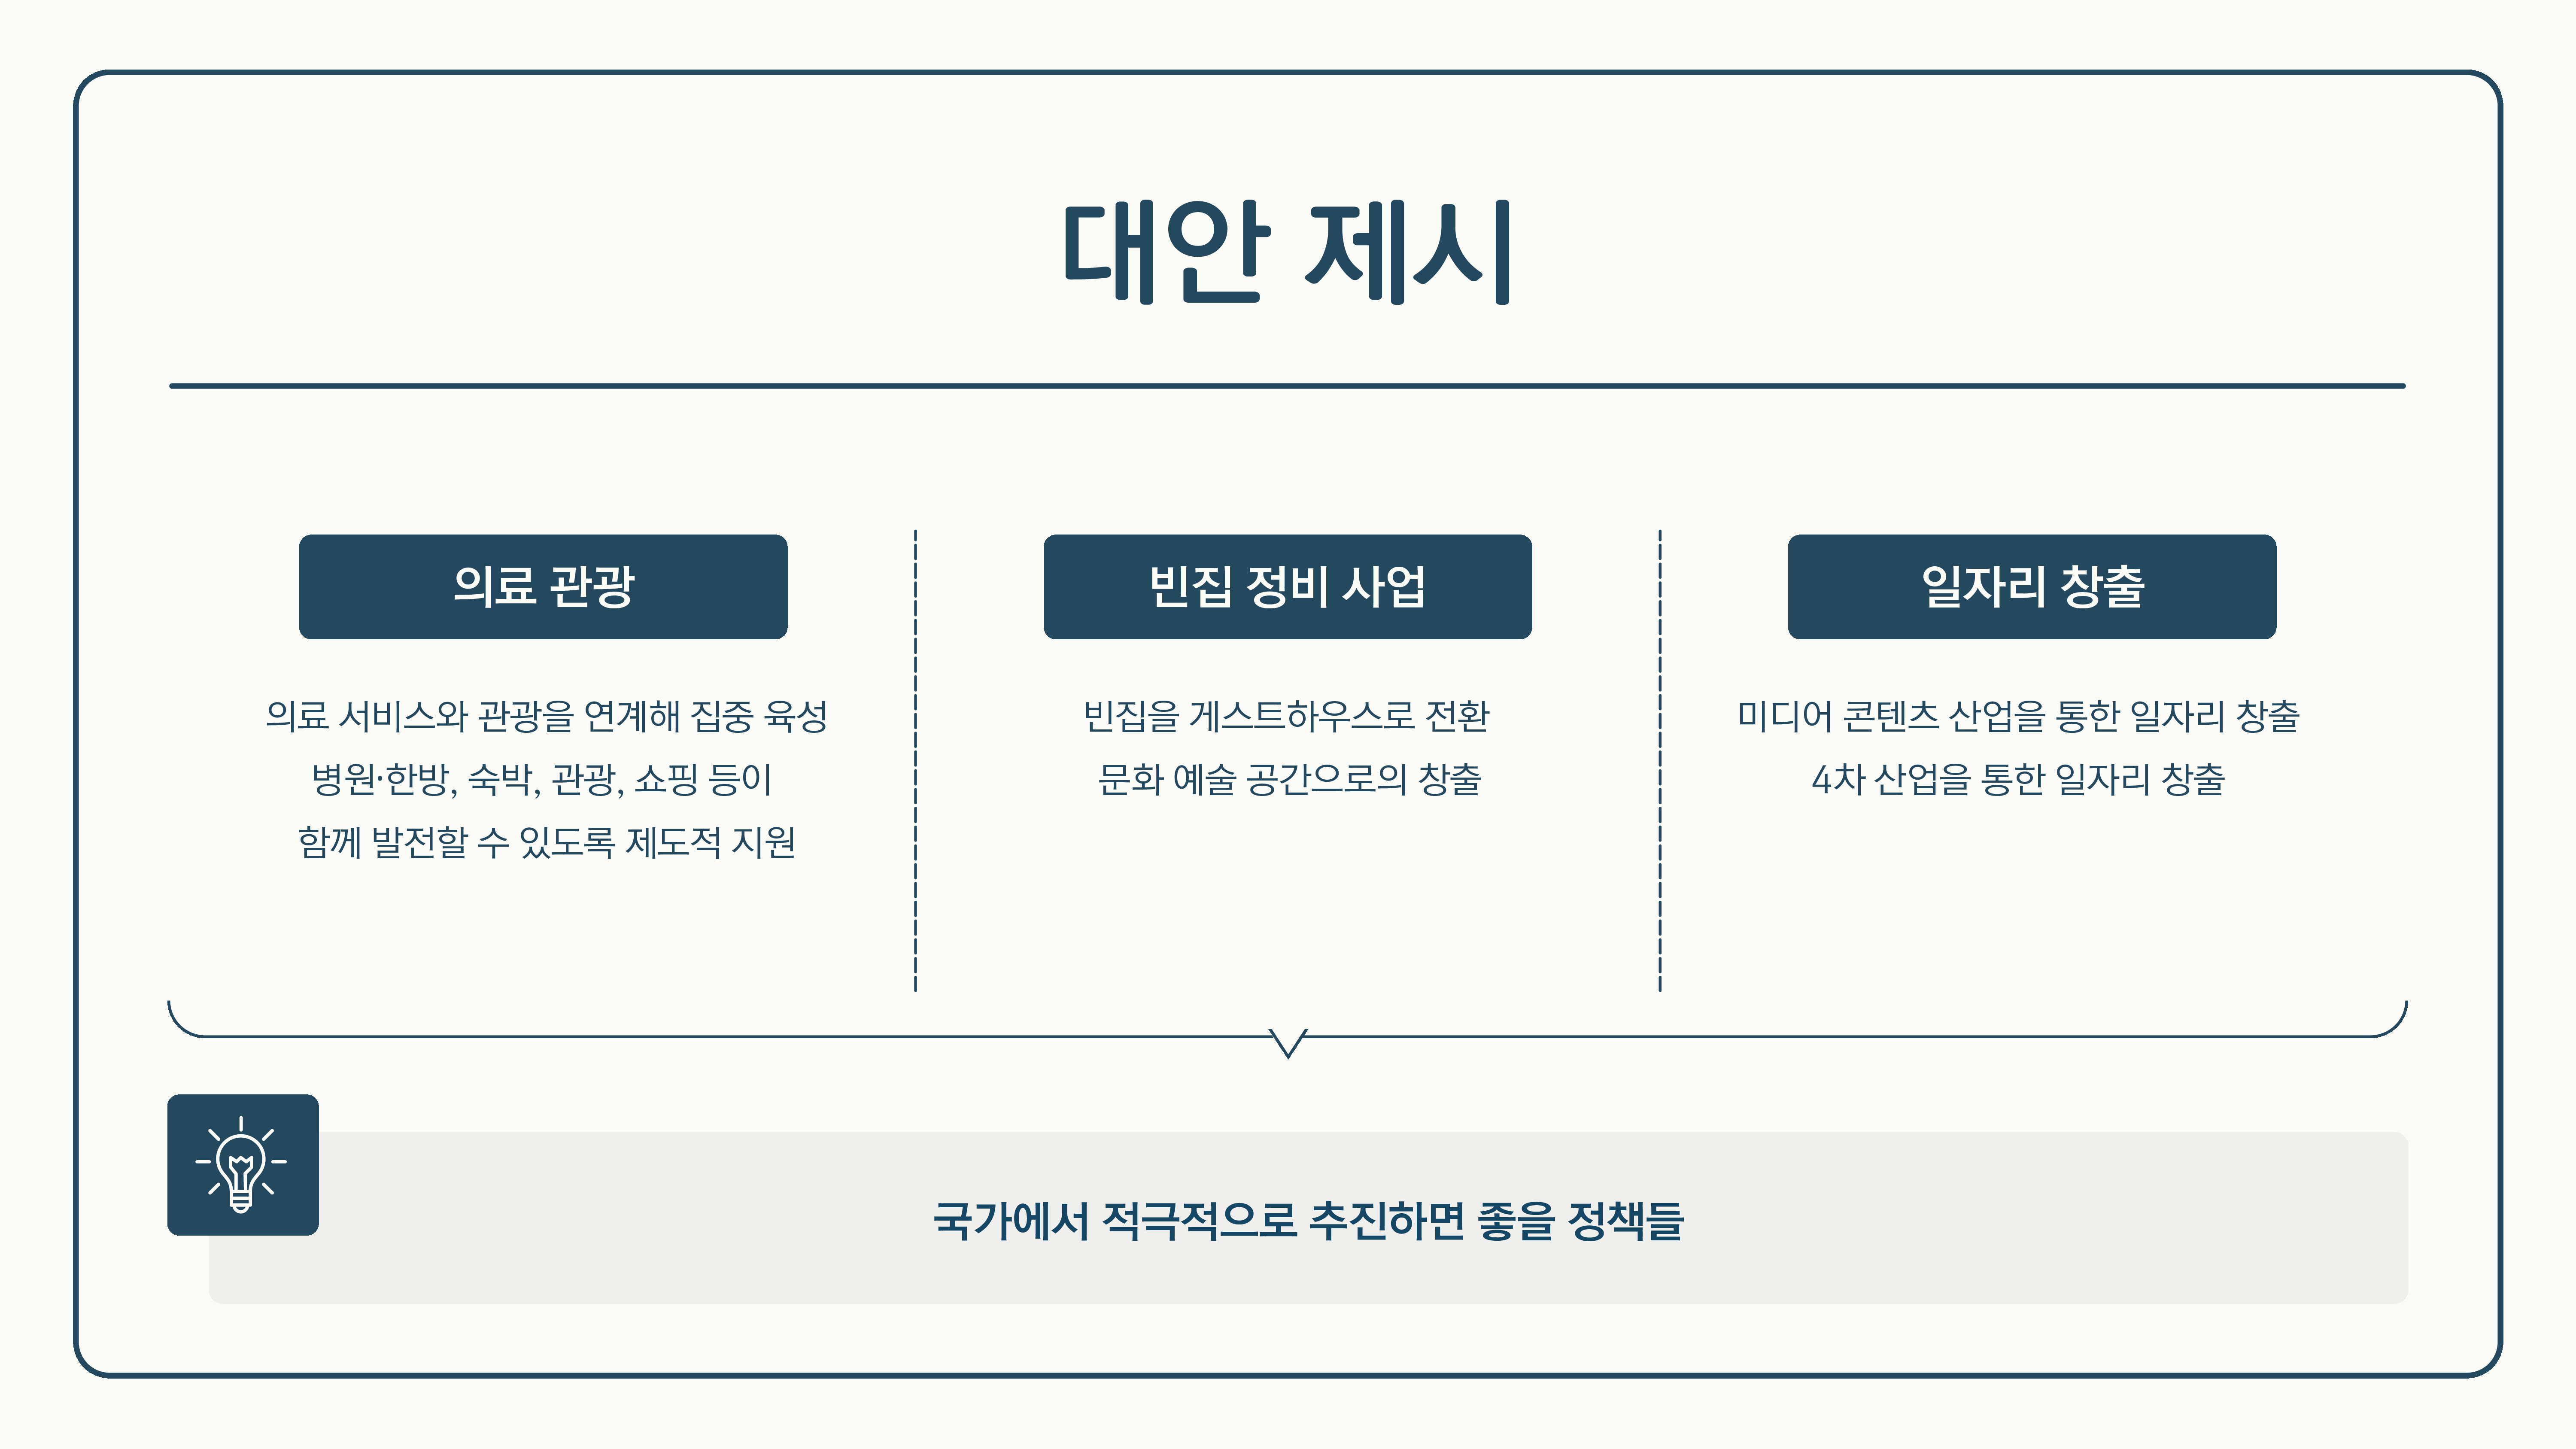 대안 제시
의료 관광
의료 서비스와 관광을 연계해 집중 육성
병원·한방, 숙박, 관광, 쇼핑 등이
함께 발전할 수 있도록 제도적 지원
빈집 정비 사업
빈집을 게스트하우스로 전환
문화 예술 공간으로의 창출
일자리 창출
미디어 콘텐츠 산업을 통한 일자리 창출
4차 산업을 통한 일자리 창출
국가에서 적극적으로 추진하면 좋을 정책들